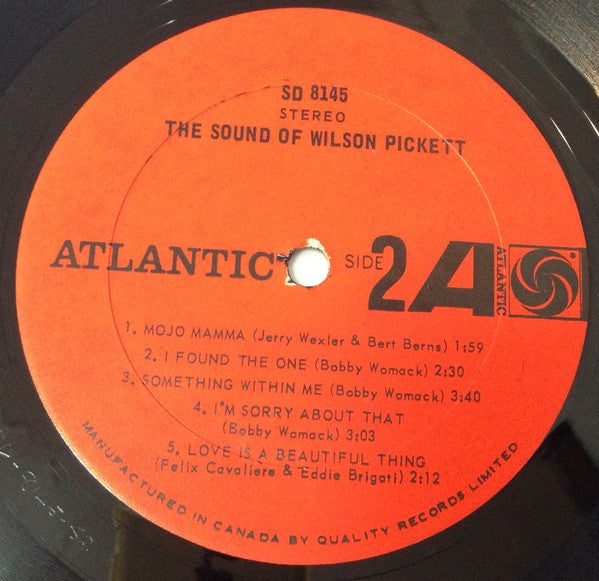 SD 8145
STEREO
THE SOUND OF WILSON PICKETT
ATLANTIC
SIDE 2 A
ATLANTIC
1. MOJO MAMMA (Jerry Wexler & Bert Berns) 1:59
2. I FOUND THE ONE (Bobby Womack) 2:30
3. SOMETHING WITHIN ME (Bobby Womack) 3:40
4. I'M SORRY ABOUT THAT
(Bobby Womack) 3:03
5. LOVE IS A BEAUTIFUL THING
(Felix Cavaliere & Eddie Brigati) 2:12
MANUFACTURED IN CANADA BY QUALITY RECORDS LIMITED